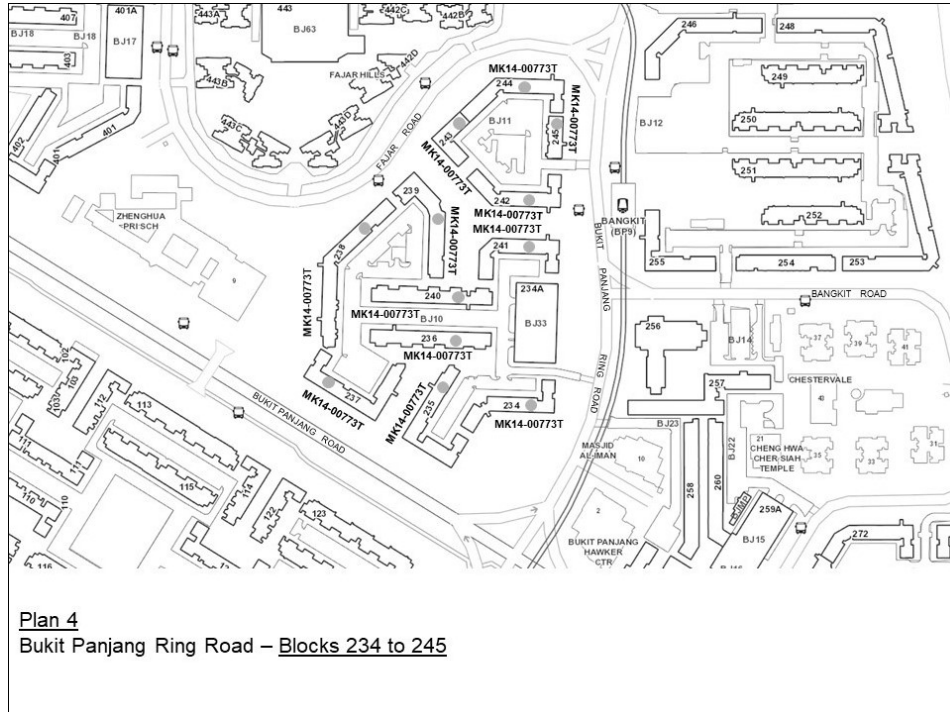 407
401A
BJ18
BJ18
BJ17
403
402
401
401
443A
443
442C
442B
BJ63
443B
442D
FAJAR HILLS
443C
443D
FAJAR ROAD
MK14-00773T
244
BJ11
243
245
MK14-00773T
MK14-00773T
242
MK14-00773T
MK14-00773T
241
239
MK14-00773T
238
MK14-00773T
ZHENGHUA
PRI SCH
9
240
MK14-00773T
BJ10
236
MK14-00773T
234A
BJ33
237
MK14-00773T
235
MK14-00773T
234
MK14-00773T
BUKIT PANJANG ROAD
BUKIT PANJANG RING ROAD
BANGKIT
(BP9)
246
248
249
BJ12
250
251
252
255
254
253
BANGKIT ROAD
256
BJ14
37
39
41
257
CHESTERVALE
43
BJ23
BJ22
21
CHENG HWA
CHER SIAH
TEMPLE
35
33
31
MASJID
AL-IMAN
10
258
260
BJMP
259A
BJ15
2
BUKIT PANJANG
HAWKER
CTR
272
102
103
103
112
113
111
111
110
110
115
114
122
123
116
Plan 4
Bukit Panjang Ring Road – Blocks 234 to 245